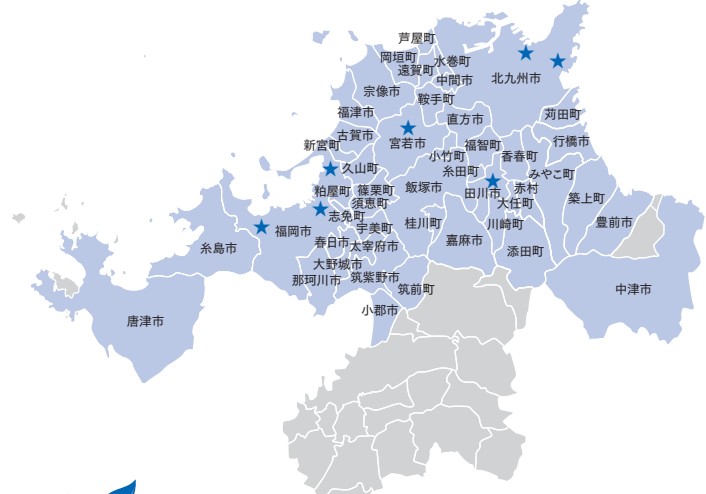 芦屋町
岡垣町
水巻町
遠賀町
中間市
北九州市
宗像市
鞍手町
福津市
直方市
苅田町
古賀市
宮若市
行橋市
新宮町
福智町
小竹町
香春町
久山町
糸田町
みやこ町
粕屋町
篠栗町
飯塚市
田川市
赤村
須恵町
大任町
築上町
志免町
宇美町
桂川町
川崎町
豊前市
福岡市
糸島市
春日市
太宰府市
嘉麻市
添田町
大野城市
那珂川市
筑紫野市
筑前町
中津市
小郡市
唐津市